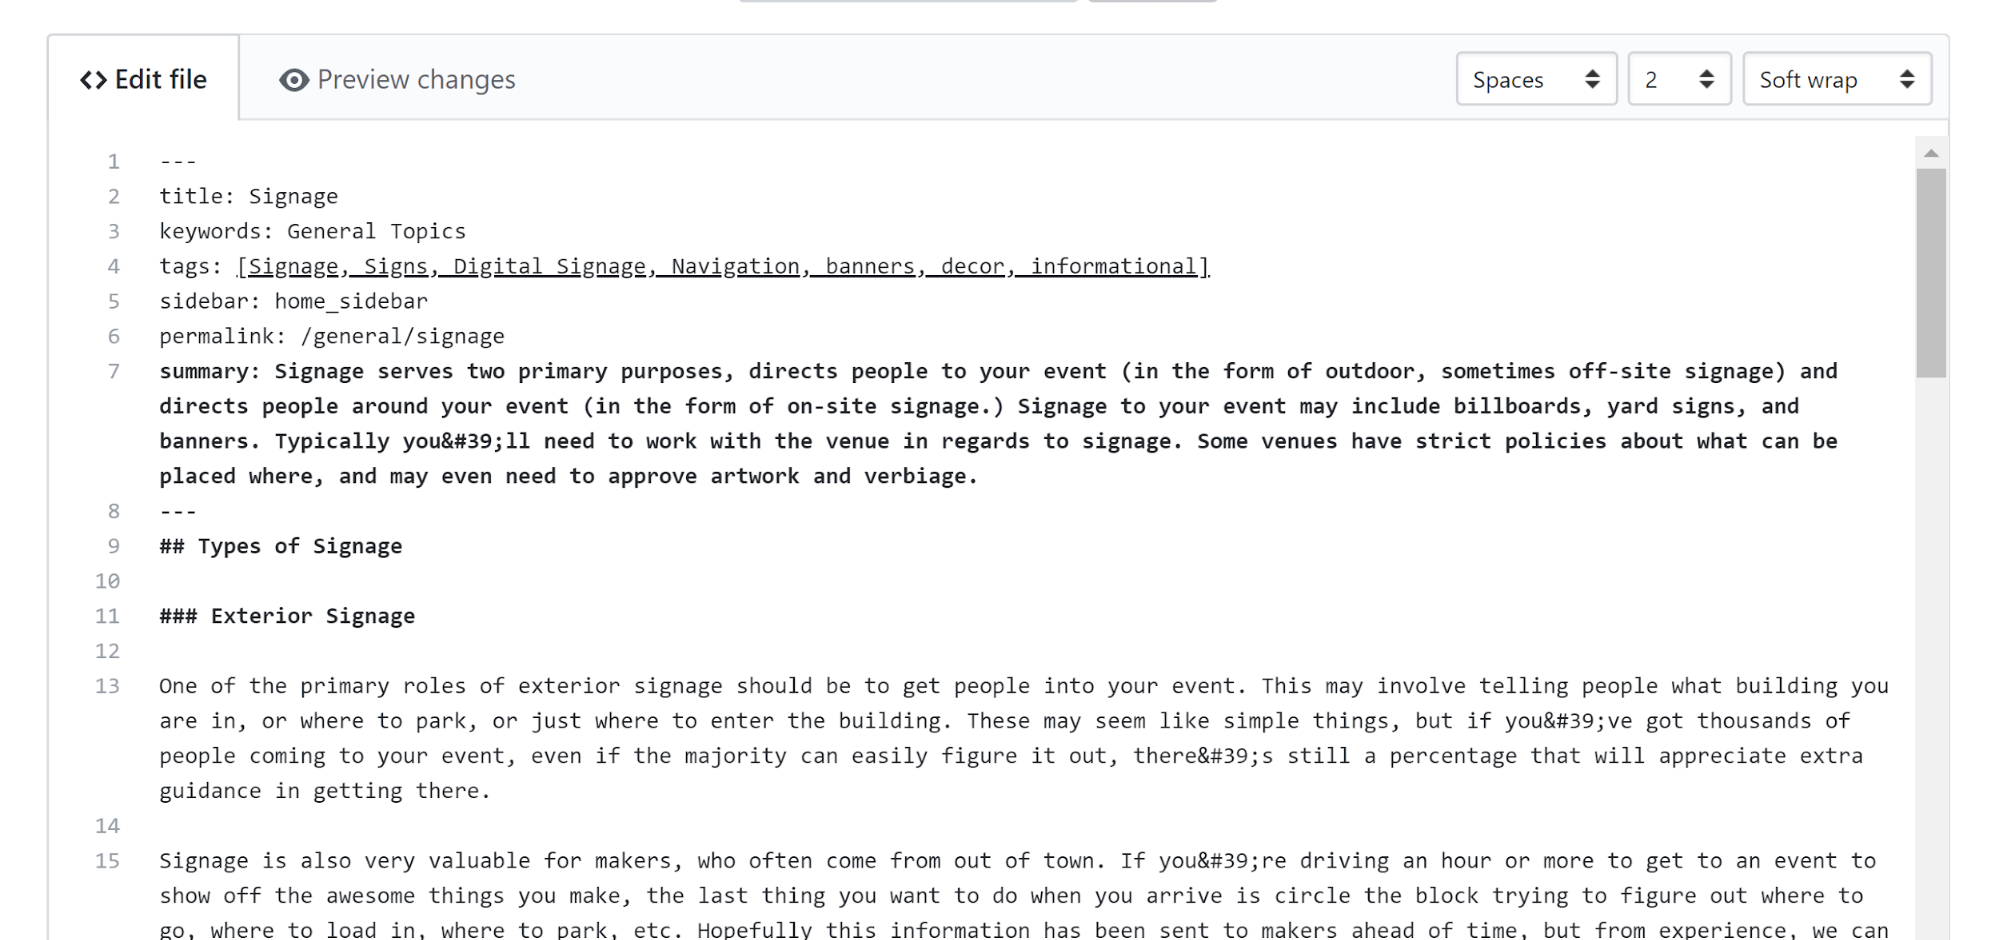 <> Edit file
Preview changes
Spaces
2
Soft wrap
1 ---
2 title: Signage
3 keywords: General Topics
4 tags: [Signage, Signs, Digital Signage, Navigation, banners, decor, informational]
5 sidebar: home_sidebar
6 permalink: /general/signage
7 summary: Signage serves two primary purposes, directs people to your event (in the form of outdoor, sometimes off-site signage) and
directs people around your event (in the form of on-site signage.) Signage to your event may include billboards, yard signs, and
banners. Typically you&#39;ll need to work with the venue in regards to signage. Some venues have strict policies about what can be
placed where, and may even need to approve artwork and verbiage.
8 ---
9 ## Types of Signage
10
11 ### Exterior Signage
12
13 One of the primary roles of exterior signage should be to get people into your event. This may involve telling people what building you
are in, or where to park, or just where to enter the building. These may seem like simple things, but if you&#39;ve got thousands of
people coming to your event, even if the majority can easily figure it out, there&#39;s still a percentage that will appreciate extra
guidance in getting there.
14
15 Signage is also very valuable for makers, who often come from out of town. If you&#39;re driving an hour or more to get to an event to
show off the awesome things you make, the last thing you want to do when you arrive is circle the block trying to figure out where to
go, where to load in, where to park, etc. Hopefully this information has been sent to makers ahead of time, but from experience, we can